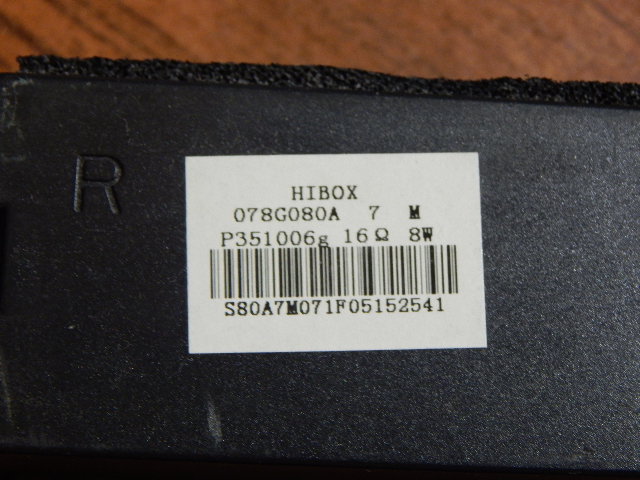 R
HIBOX
078G080A 7 M
P351006g 16Ω 8W
S80A7M071F05152541